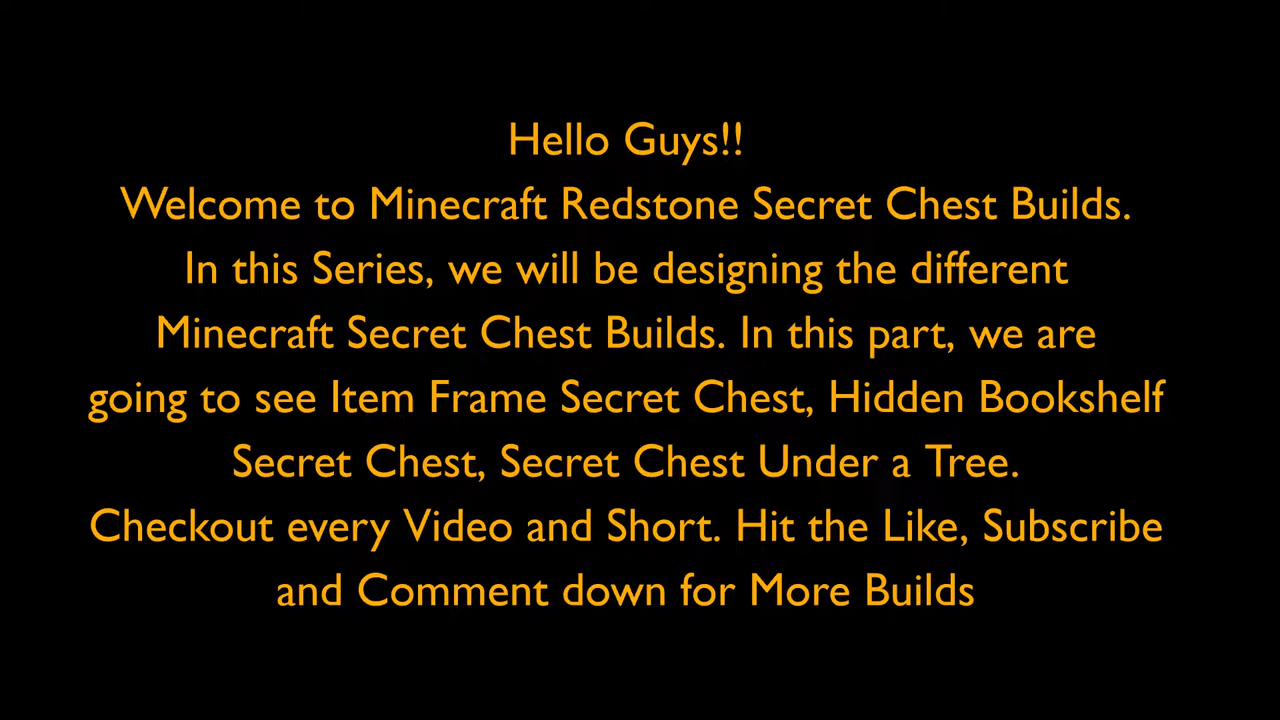 Hello Guys!!
Welcome to Minecraft Redstone Secret Chest Builds.
In this Series, we will be designing the different
Minecraft Secret Chest Builds. In this part, we are
going to see Item Frame Secret Chest, Hidden Bookshelf
Secret Chest, Secret Chest Under a Tree.
Checkout every Video and Short. Hit the Like, Subscribe
and Comment down for More Builds